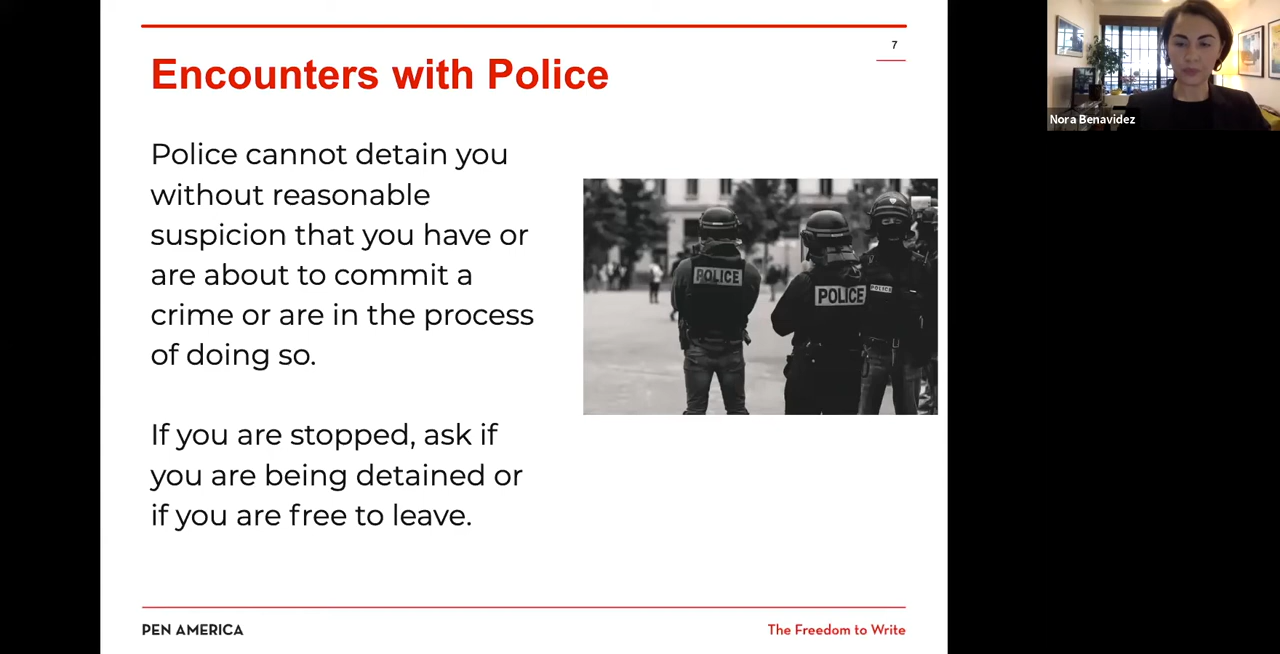 7
Encounters with Police
Police cannot detain you
without reasonable
suspicion that you have or
are about to commit a
crime or are in the process
of doing so.
If you are stopped, ask if
you are being detained or
if you are free to leave.
POLICE
POLICE
POLICE
PEN AMERICA
The Freedom to Write
Nora Benavidez